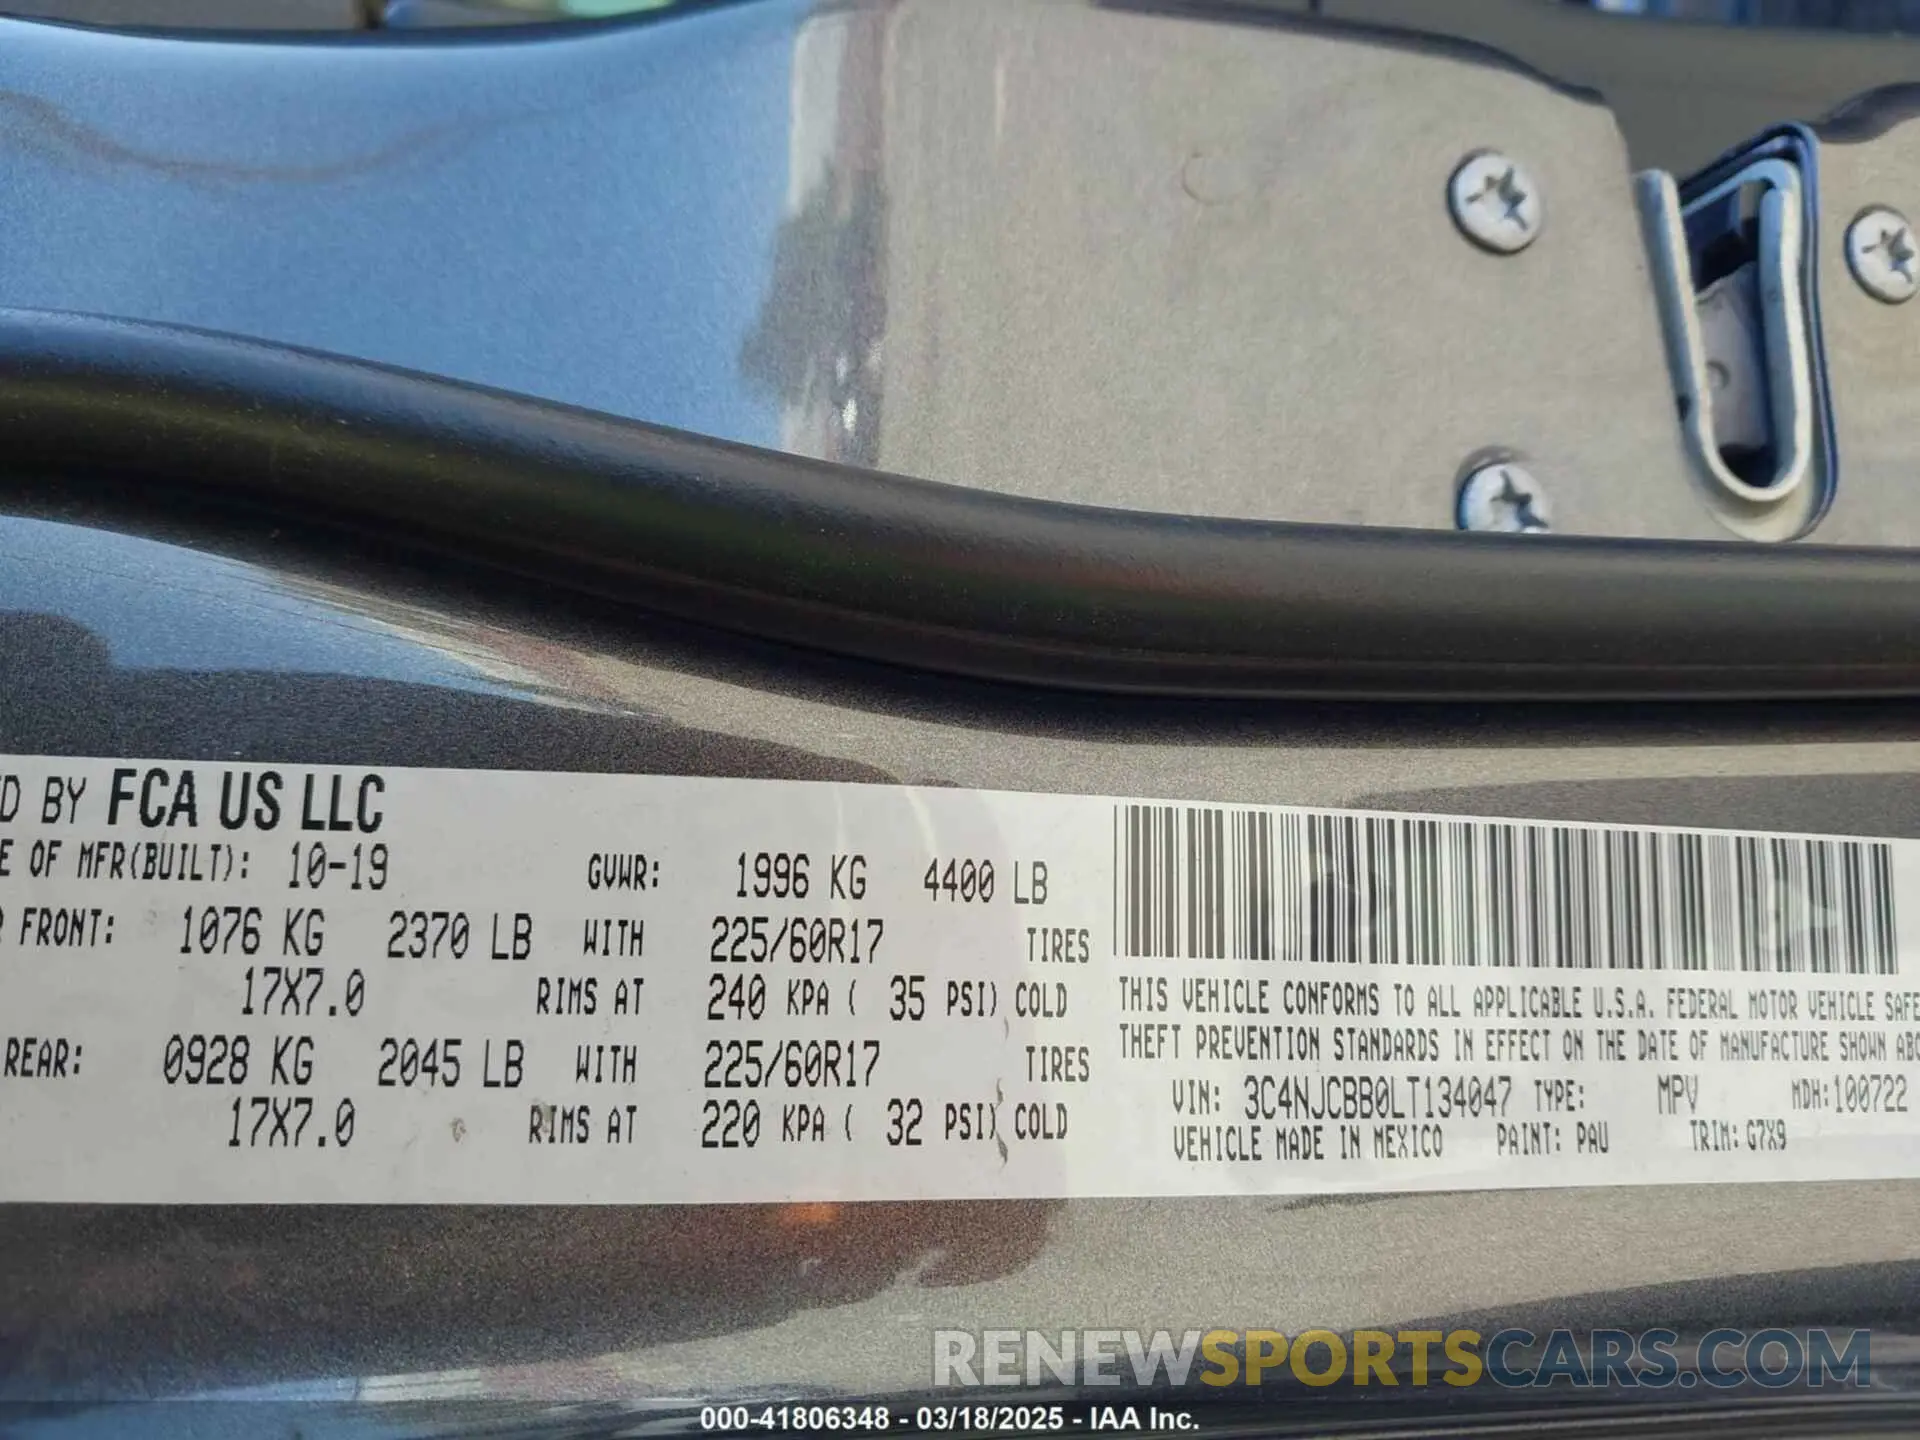 ED BY FCA US LLC
E OF MFR(BUILT): 10-19 GVWR: 1996 KG 4400 LB
R FRONT: 1076 KG 2370 LB WITH 225/60R17 TIRES
17X7.0 RIMS AT 240 KPA ( 35 PSI) COLD
REAR: 0928 KG 2045 LB WITH 225/60R17 TIRES
17X7.0 RIMS AT 220 KPA ( 32 PSI) COLD
THIS VEHICLE CONFORMS TO ALL APPLICABLE U.S.A. FEDERAL MOTOR VEHICLE SAFE
THEFT PREVENTION STANDARDS IN EFFECT ON THE DATE OF MANUFACTURE SHOWN ABO
VIN: 3C4NJCBB0LT134047 TYPE: MPV MDH:100722
VEHICLE MADE IN MEXICO PAINT: PAU TRIM: G7X9
RENEWSPORTSCARS.COM
000-41806348 - 03/18/2025 - IAA Inc.